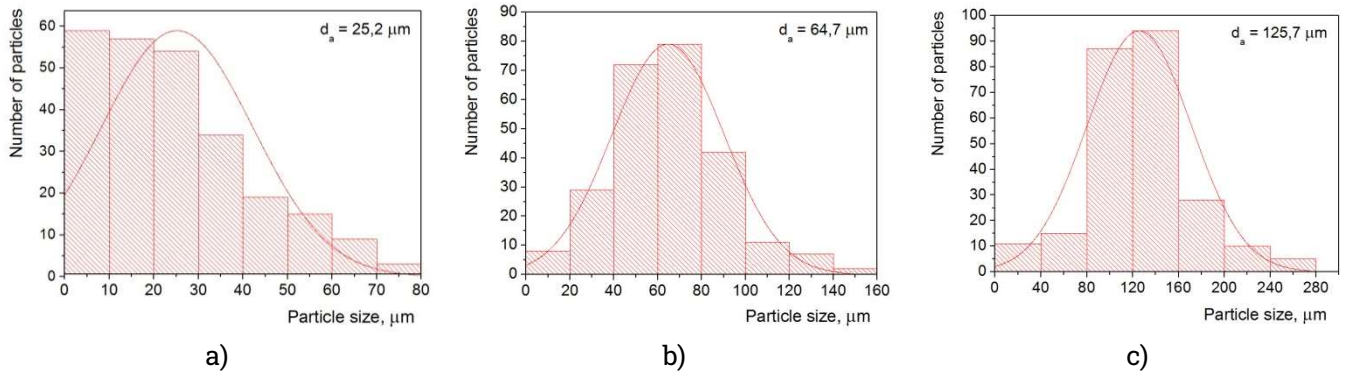 60
50
40
30
20
10
0
Number of particles
dₐ = 25,2 µm
0 10 20 30 40 50 60 70 80
Particle size, µm
a)
90
80
70
60
50
40
30
20
10
0
Number of particles
dₐ = 64,7 µm
0 20 40 60 80 100 120 140 160
Particle size, µm
b)
100
90
80
70
60
50
40
30
20
10
0
Number of particles
dₐ = 125,7 µm
0 40 80 120 160 200 240 280
Particle size, µm
c)